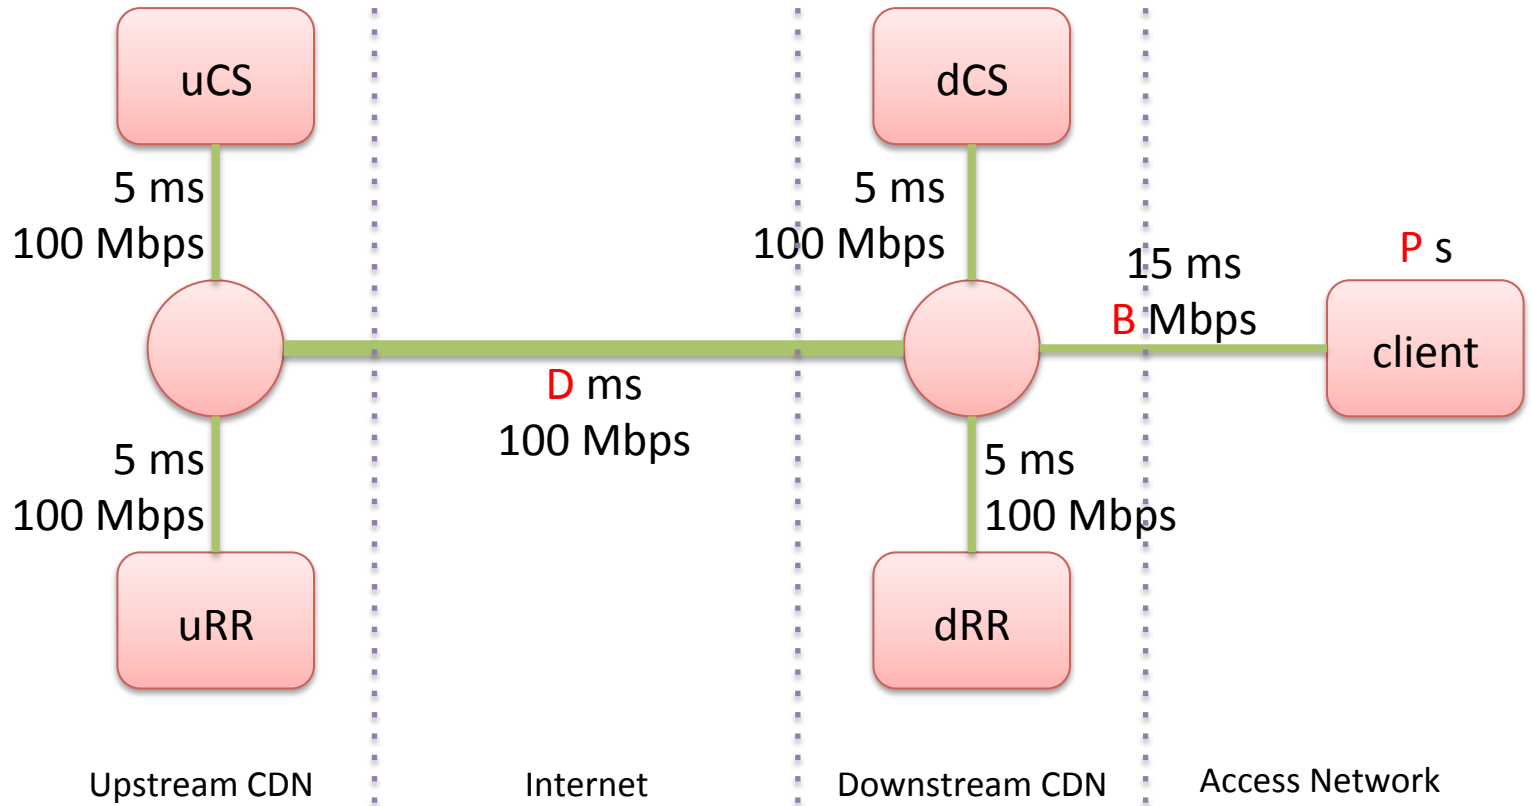 uCS
dCS
5 ms
100 Mbps
5 ms
100 Mbps
15 ms
B Mbps
P s
client
D ms
100 Mbps
5 ms
100 Mbps
5 ms
100 Mbps
uRR
dRR
Upstream CDN
Internet
Downstream CDN
Access Network